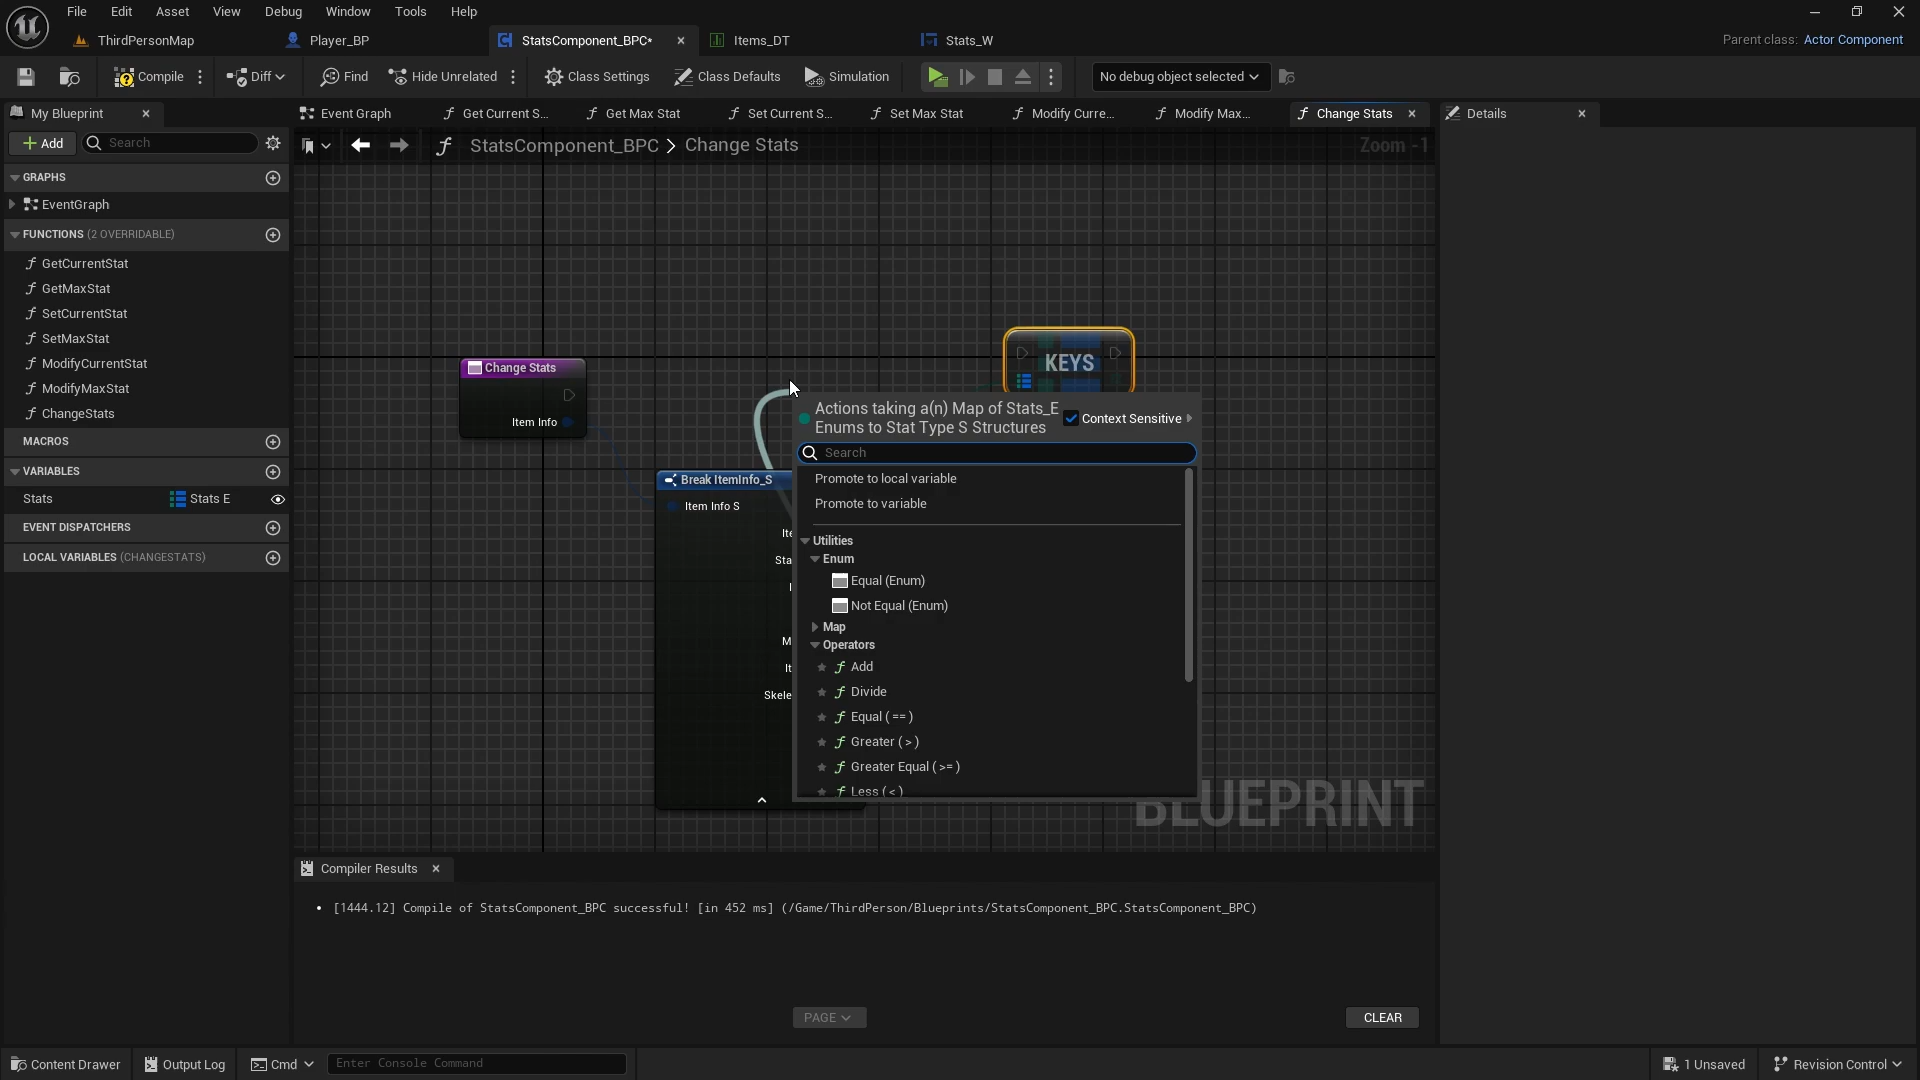 File Edit Asset View Debug Window Tools Help
ThirdPersonMap Player_BP StatsComponent_BPC* Items_DT Stats_W
Parent class: Actor Component
Compile Diff Find Hide Unrelated Class Settings Class Defaults Simulation No debug object selected
My Blueprint
Add Search
GRAPHS
EventGraph
FUNCTIONS (2 OVERRIDABLE)
GetCurrentStat
GetMaxStat
SetCurrentStat
SetMaxStat
ModifyCurrentStat
ModifyMaxStat
ChangeStats
MACROS
VARIABLES
Stats Stats E
EVENT DISPATCHERS
LOCAL VARIABLES (CHANGESTATS)
Event Graph Get Current S... Get Max Stat Set Current S... Set Max Stat Modify Curre... Modify Max... Change Stats
StatsComponent_BPC > Change Stats
Zoom -1
Change Stats
Item Info
KEYS
Break ItemInfo_S
Item Info S
Ite
Sta
I
M
It
Skele
Actions taking a(n) Map of Stats_E
Enums to Stat Type S Structures
Context Sensitive
Search
Promote to local variable
Promote to variable
Utilities
Enum
Equal (Enum)
Not Equal (Enum)
Map
Operators
Add
Divide
Equal ( == )
Greater ( > )
Greater Equal ( >= )
Less ( < )
BLUEPRINT
Details
Compiler Results
[1444.12] Compile of StatsComponent_BPC successful! [in 452 ms] (/Game/ThirdPerson/Blueprints/StatsComponent_BPC.StatsComponent_BPC)
PAGE
CLEAR
Content Drawer Output Log Cmd Enter Console Command 1 Unsaved Revision Control